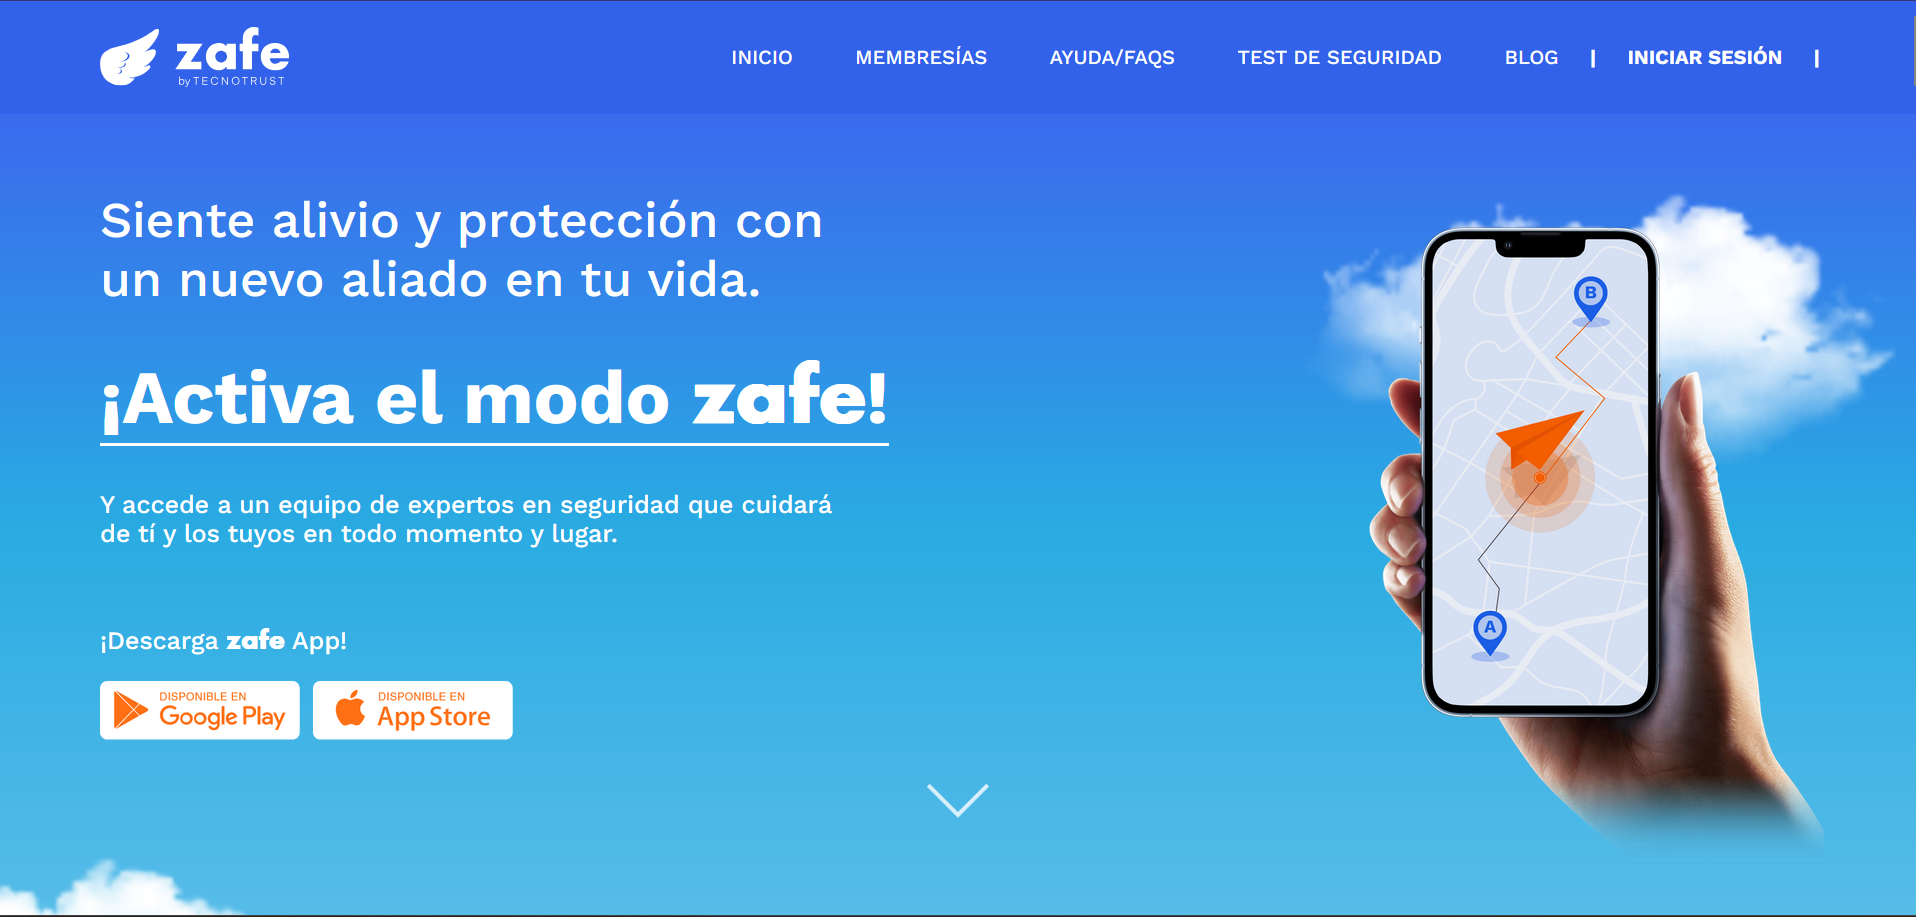 zafe
by TECNOTRUST
INICIO
MEMBRESÍAS
AYUDA/FAQS
TEST DE SEGURIDAD
BLOG
|
INICIAR SESIÓN
|
Siente alivio y protección con
un nuevo aliado en tu vida.
¡Activa el modo zafe!
Y accede a un equipo de expertos en seguridad que cuidará
de tí y los tuyos en todo momento y lugar.
¡Descarga zafe App!
DISPONIBLE EN
Google Play
DISPONIBLE EN
App Store
B
A